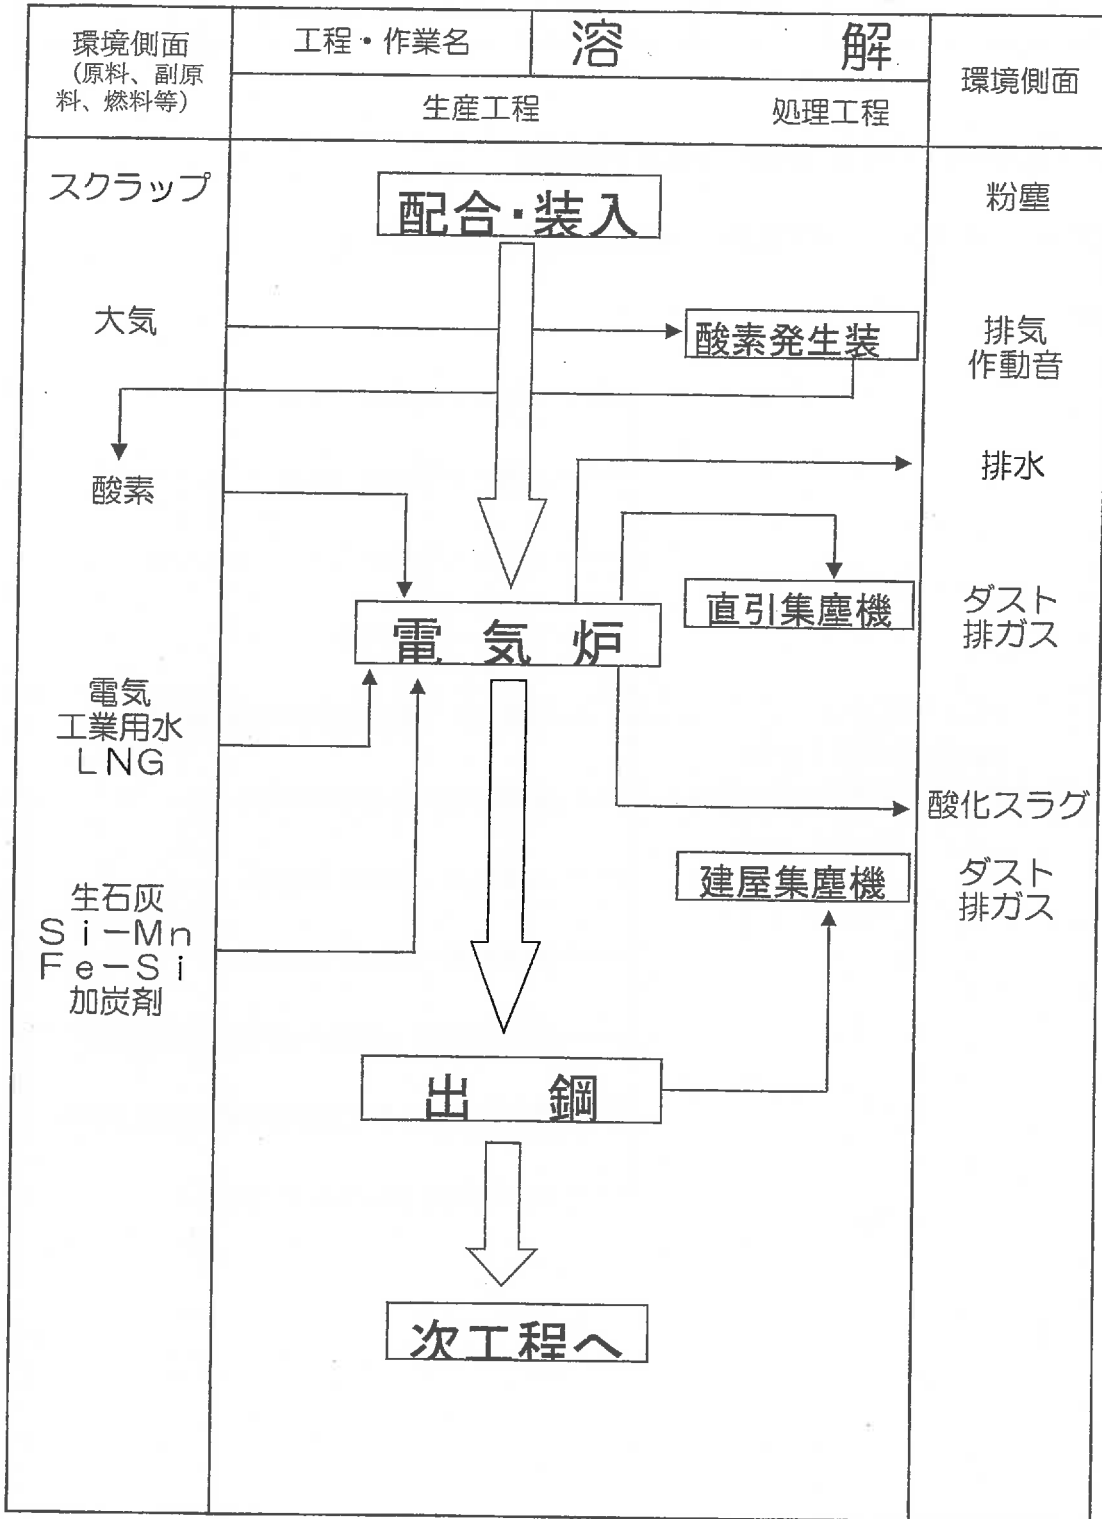 環境側面
(原料、副原
料、燃料等)
工程・作業名
溶 解
環境側面
生産工程
処理工程
スクラップ
配合・装入
粉塵
大気
酸素発生装
排気
作動音
酸素
排水
電 気 炉
直引集塵機
ダスト
排ガス
電気
工業用水
LNG
酸化スラグ
生石灰
Si-Mn
Fe-Si
加炭剤
建屋集塵機
ダスト
排ガス
出 鋼
次工程へ